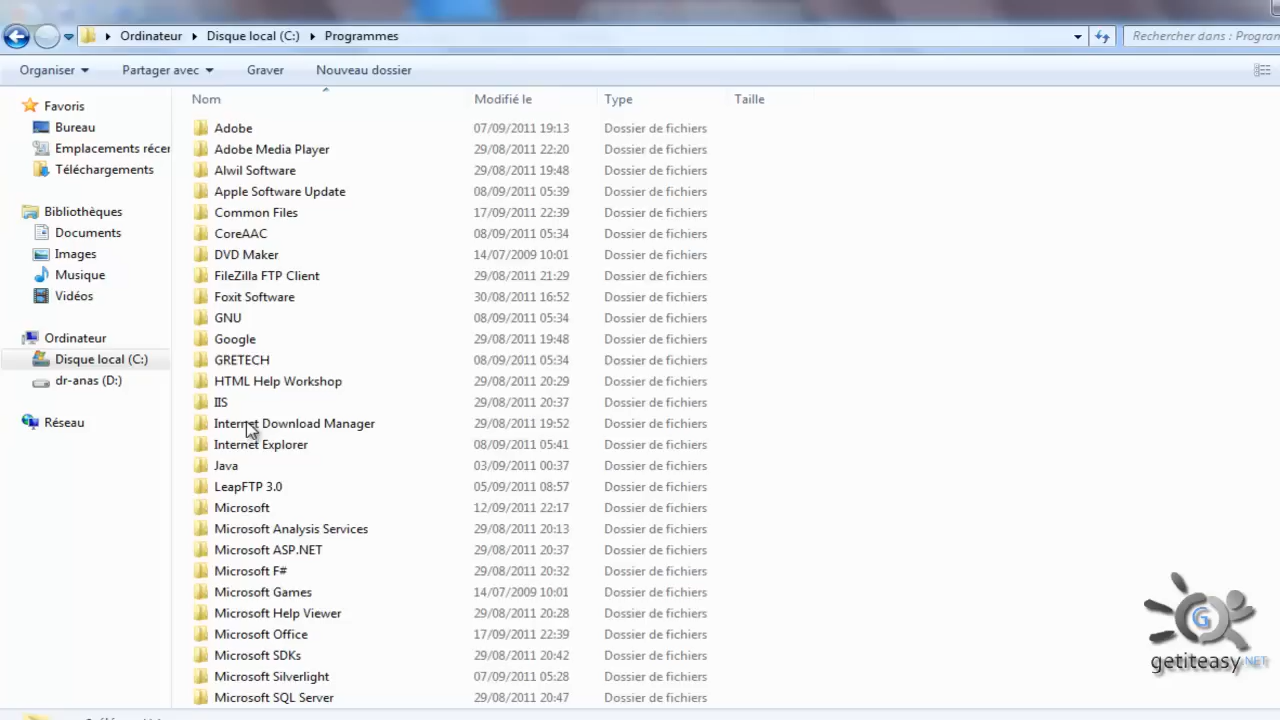 Ordinateur Disque local (C:) Programmes Rechercher dans : Program
Organiser Partager avec Graver Nouveau dossier
Nom Modifié le Type Taille
Favoris
Bureau
Emplacements récer
Téléchargements
Bibliothèques
Documents
Images
Musique
Vidéos
Ordinateur
Disque local (C:)
dr-anas (D:)
Réseau
Adobe 07/09/2011 19:13 Dossier de fichiers
Adobe Media Player 29/08/2011 22:20 Dossier de fichiers
Alwil Software 29/08/2011 19:48 Dossier de fichiers
Apple Software Update 08/09/2011 05:39 Dossier de fichiers
Common Files 17/09/2011 22:39 Dossier de fichiers
CoreAAC 08/09/2011 05:34 Dossier de fichiers
DVD Maker 14/07/2009 10:01 Dossier de fichiers
FileZilla FTP Client 29/08/2011 21:29 Dossier de fichiers
Foxit Software 30/08/2011 16:52 Dossier de fichiers
GNU 08/09/2011 05:34 Dossier de fichiers
Google 29/08/2011 19:48 Dossier de fichiers
GRETECH 08/09/2011 05:34 Dossier de fichiers
HTML Help Workshop 29/08/2011 20:29 Dossier de fichiers
IIS 29/08/2011 20:37 Dossier de fichiers
Internet Download Manager 29/08/2011 19:52 Dossier de fichiers
Internet Explorer 08/09/2011 05:41 Dossier de fichiers
Java 03/09/2011 00:37 Dossier de fichiers
LeapFTP 3.0 05/09/2011 08:57 Dossier de fichiers
Microsoft 12/09/2011 22:17 Dossier de fichiers
Microsoft Analysis Services 29/08/2011 20:13 Dossier de fichiers
Microsoft ASP.NET 29/08/2011 20:37 Dossier de fichiers
Microsoft F# 29/08/2011 20:32 Dossier de fichiers
Microsoft Games 14/07/2009 10:01 Dossier de fichiers
Microsoft Help Viewer 29/08/2011 20:28 Dossier de fichiers
Microsoft Office 17/09/2011 22:39 Dossier de fichiers
Microsoft SDKs 29/08/2011 20:42 Dossier de fichiers
Microsoft Silverlight 07/09/2011 05:28 Dossier de fichiers
Microsoft SQL Server 29/08/2011 20:47 Dossier de fichiers
G
getiteasy.NET